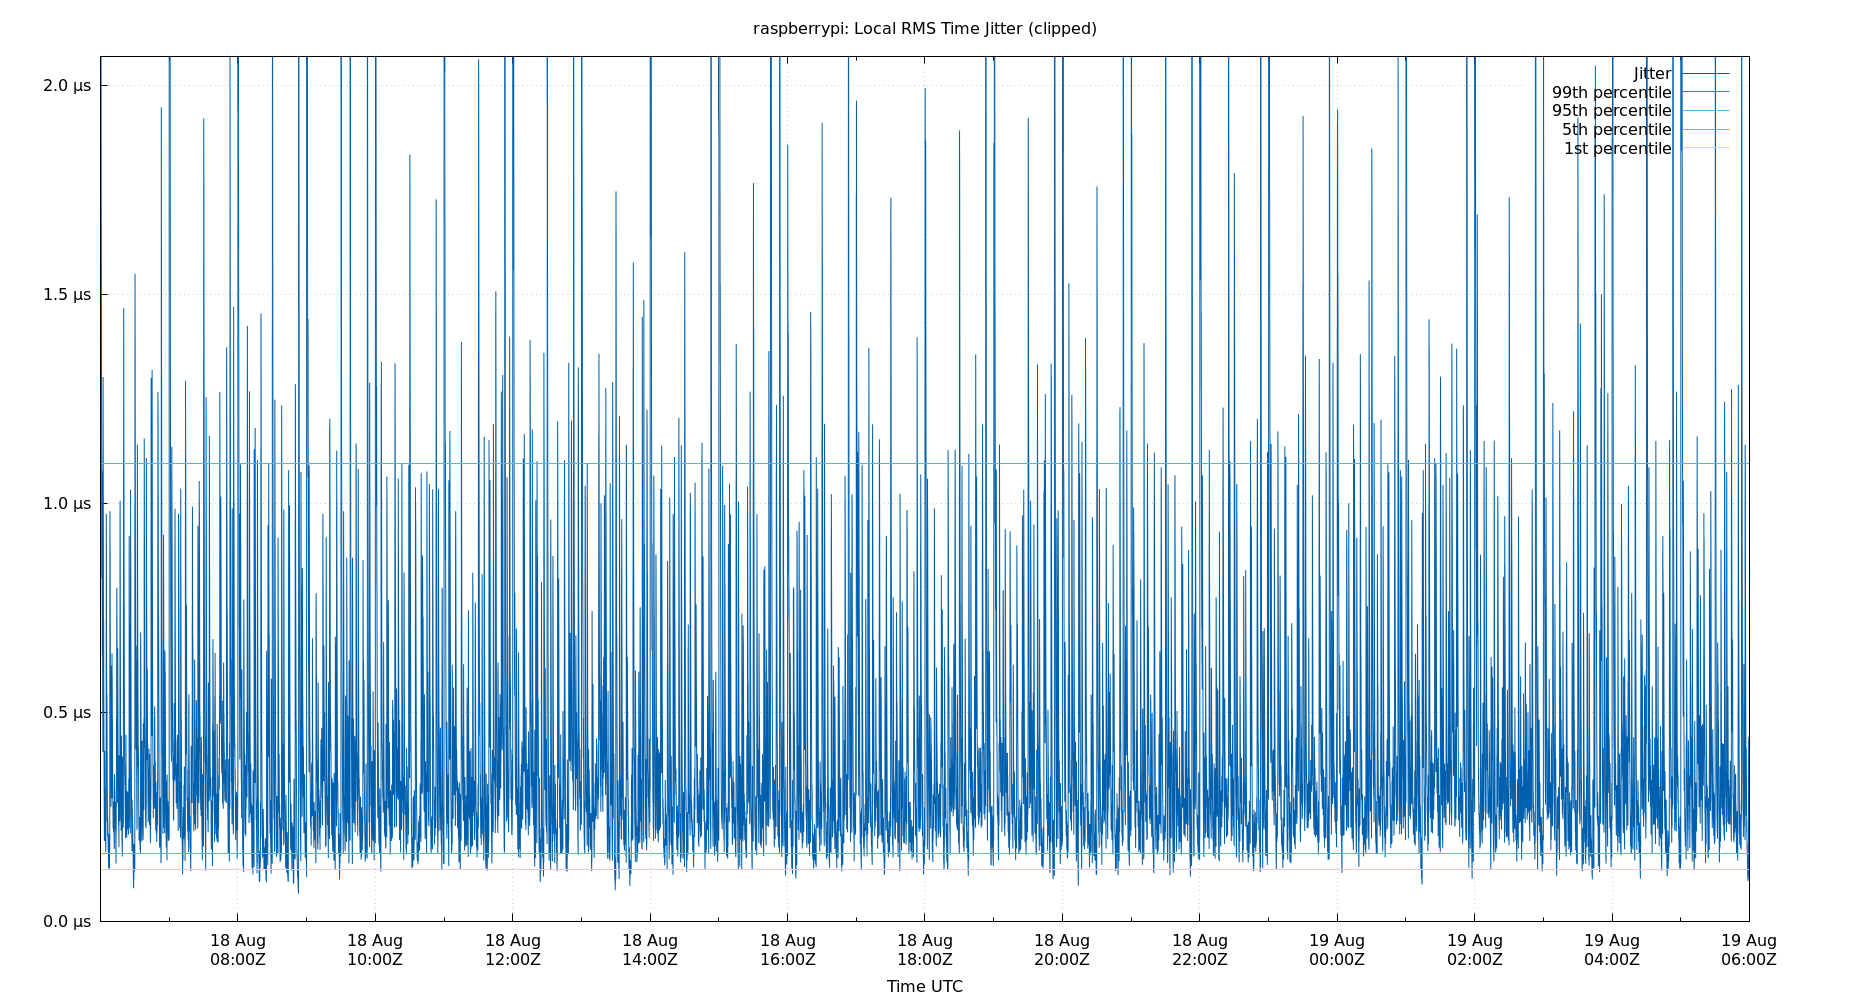 raspberrypi: Local RMS Time Jitter (clipped)
2.0 µs
1.5 µs
1.0 µs
0.5 µs
0.0 µs
Jitter
99th percentile
95th percentile
5th percentile
1st percentile
18 Aug 18 Aug 18 Aug 18 Aug 18 Aug 18 Aug 18 Aug 18 Aug 19 Aug 19 Aug 19 Aug 19 Aug
08:00Z 10:00Z 12:00Z 14:00Z 16:00Z 18:00Z 20:00Z 22:00Z 00:00Z 02:00Z 04:00Z 06:00Z
Time UTC